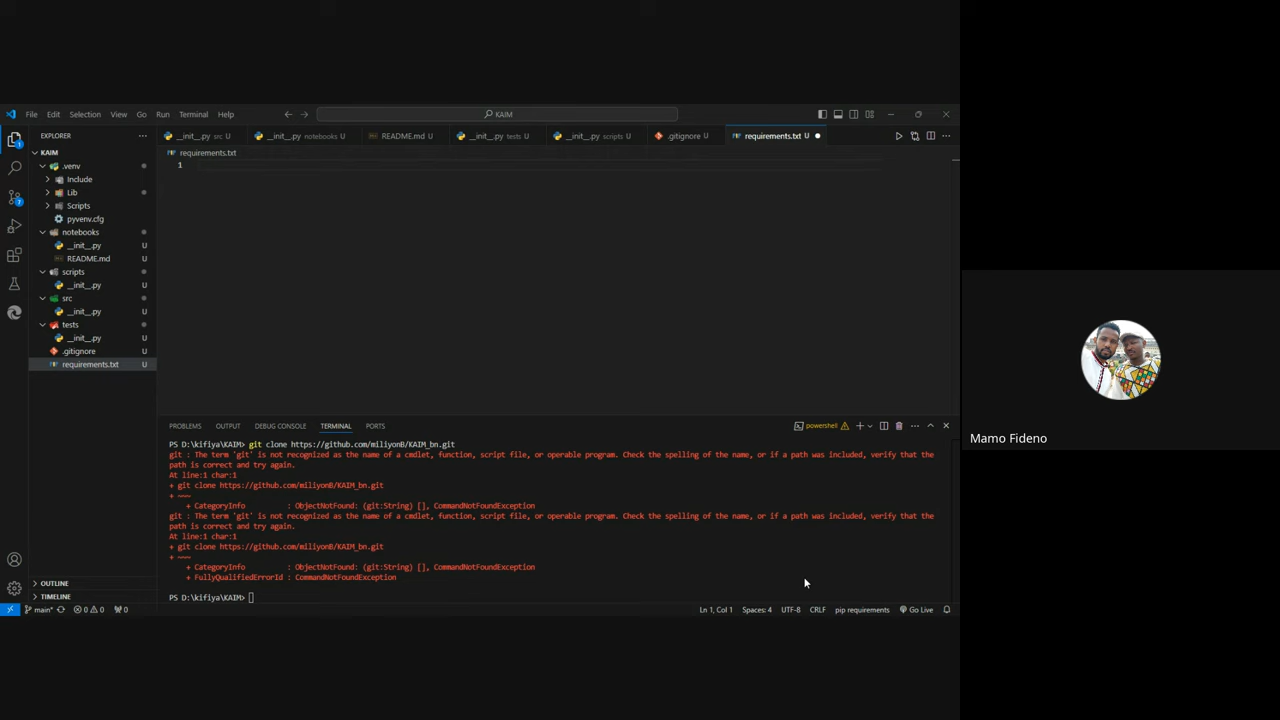 File Edit Selection View Go Run Terminal Help
KAIM
EXPLORER
__init__.py src U
__init__.py notebooks U
README.md U
__init__.py tests U
__init__.py scripts U
.gitignore U
requirements.txt U
KAIM
requirements.txt
.venv
1
Include
Lib
Scripts
pyvenv.cfg
notebooks
__init__.py U
README.md U
scripts
__init__.py U
src
__init__.py U
tests
__init__.py U
.gitignore U
requirements.txt U
OUTLINE
TIMELINE
PROBLEMS OUTPUT DEBUG CONSOLE TERMINAL PORTS
powershell
PS D:\kifiya\KAIM> git clone https://github.com/miliyonB/KAIM_bn.git
git : The term 'git' is not recognized as the name of a cmdlet, function, script file, or operable program. Check the spelling of the name, or if a path was included, verify that the
path is correct and try again.
At line:1 char:1
+ git clone https://github.com/miliyonB/KAIM_bn.git
+ ~~~
+ CategoryInfo : ObjectNotFound: (git:String) [], CommandNotFoundException
git : The term 'git' is not recognized as the name of a cmdlet, function, script file, or operable program. Check the spelling of the name, or if a path was included, verify that the
path is correct and try again.
At line:1 char:1
+ git clone https://github.com/miliyonB/KAIM_bn.git
+ ~~~
+ CategoryInfo : ObjectNotFound: (git:String) [], CommandNotFoundException
+ FullyQualifiedErrorId : CommandNotFoundException
PS D:\kifiya\KAIM>
main* 0 0 0
Ln 1, Col 1 Spaces: 4 UTF-8 CRLF pip requirements Go Live
Mamo Fideno